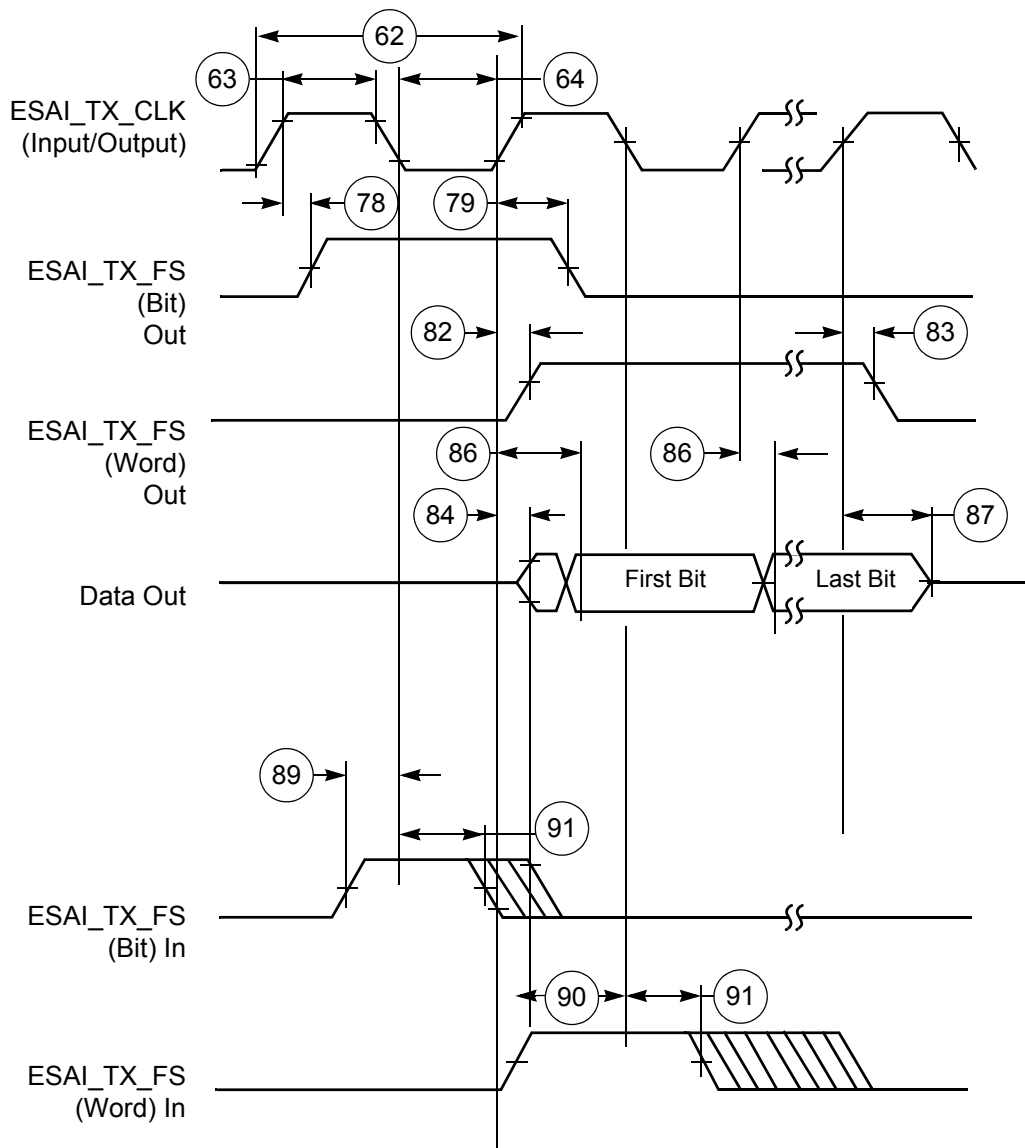 62
63
64
ESAI_TX_CLK
(Input/Output)
78
79
ESAI_TX_FS
(Bit)
Out
82
83
ESAI_TX_FS
(Word)
Out
86
86
84
87
Data Out
First Bit
Last Bit
89
91
ESAI_TX_FS
(Bit) In
90
91
ESAI_TX_FS
(Word) In